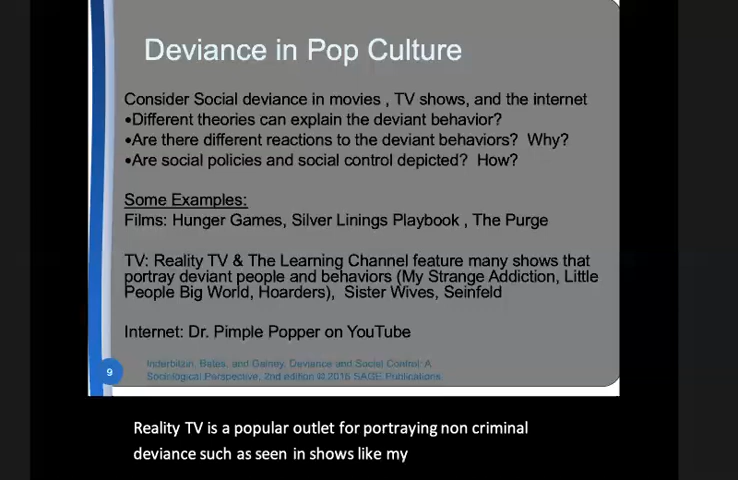 Deviance in Pop Culture
Consider Social deviance in movies , TV shows, and the internet
•Different theories can explain the deviant behavior?
•Are there different reactions to the deviant behaviors? Why?
•Are social policies and social control depicted? How?
Some Examples:
Films: Hunger Games, Silver Linings Playbook , The Purge
TV: Reality TV & The Learning Channel feature many shows that
portray deviant people and behaviors (My Strange Addiction, Little
People Big World, Hoarders), Sister Wives, Seinfeld
Internet: Dr. Pimple Popper on YouTube
9
Inderbitzin, Bates, and Gainey, Deviance and Social Control: A
Sociological Perspective, 2nd edition © 2016 SAGE Publications.
Reality TV is a popular outlet for portraying non criminal
deviance such as seen in shows like my